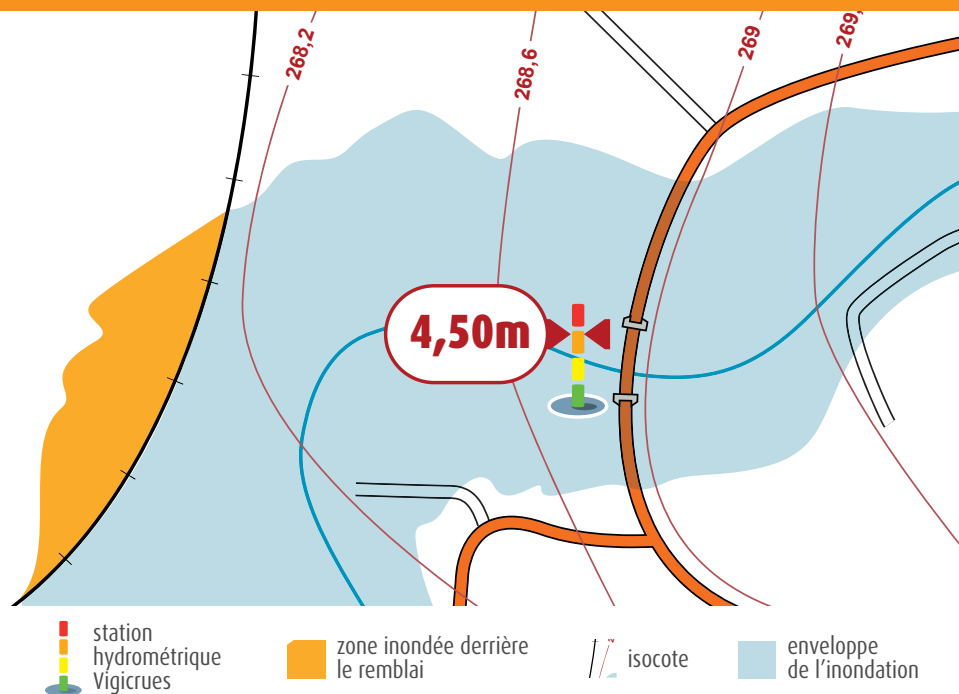 268,2
268,6
269
269,
4,50m
station
hydrométrique
Vigicrues
zone inondée derrière
le remblai
isocote
enveloppe
de l'inondation